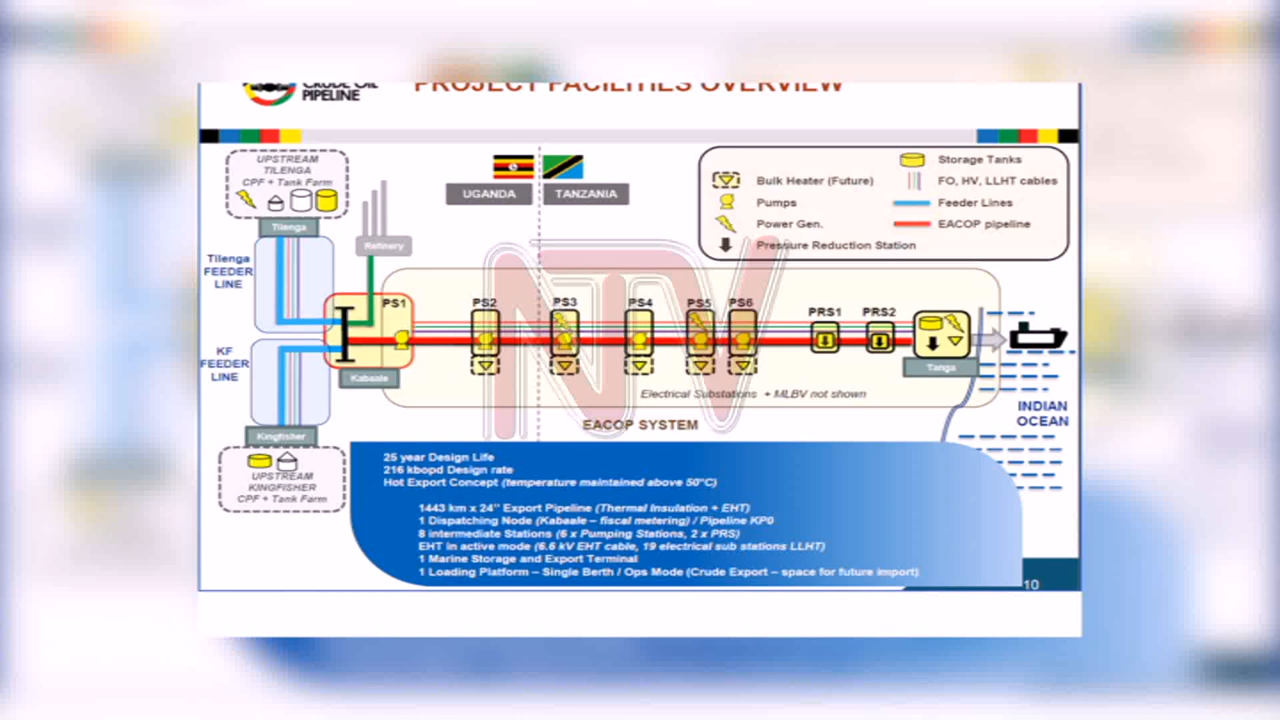 CRUDE OIL
PIPELINE
PROJECT FACILITIES OVERVIEW
UPSTREAM
TILENGA
CPF + Tank Farm
Tilenga
Refinery
UGANDA
TANZANIA
Storage Tanks
Bulk Heater (Future)
FO, HV, LLHT cables
Pumps
Feeder Lines
Power Gen.
EACOP pipeline
Pressure Reduction Station
Tilenga
FEEDER
LINE
KF
FEEDER
LINE
PS1
PS2
PS3
PS4
PS5
PS6
PRS1
PRS2
Kabaale
Tanga
NTV
Electrical Substations + MLBV not shown
EACOP SYSTEM
INDIAN
OCEAN
Kingfisher
UPSTREAM
KINGFISHER
CPF + Tank Farm
25 year Design Life
216 kbopd Design rate
Hot Export Concept (temperature maintained above 50°C)
1443 km x 24'' Export Pipeline (Thermal Insulation + EHT)
1 Dispatching Node (Kabaale – fiscal metering) / Pipeline KP0
8 intermediate Stations (6 x Pumping Stations, 2 x PRS)
EHT in active mode (6.6 kV EHT cable, 19 electrical sub stations LLHT)
1 Marine Storage and Export Terminal
1 Loading Platform – Single Berth / Ops Mode (Crude Export – space for future import)
10